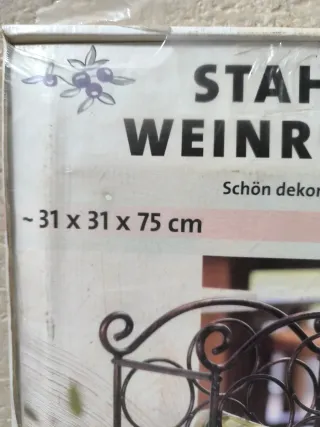 STAH
WEINR
Schön dekor
~ 31 x 31 x 75 cm